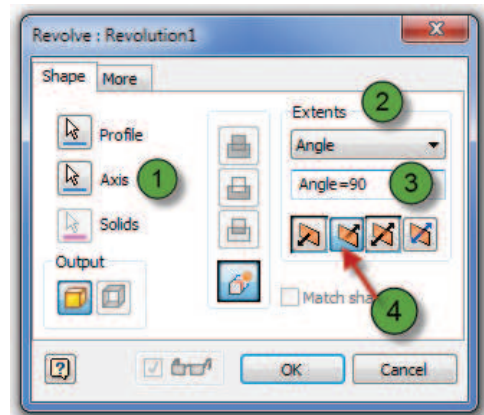 Revolve : Revolution1
Shape
More
Extents
2
Profile
Angle
Axis
1
Angle=90
3
Solids
Output
Match sha
4
OK
Cancel